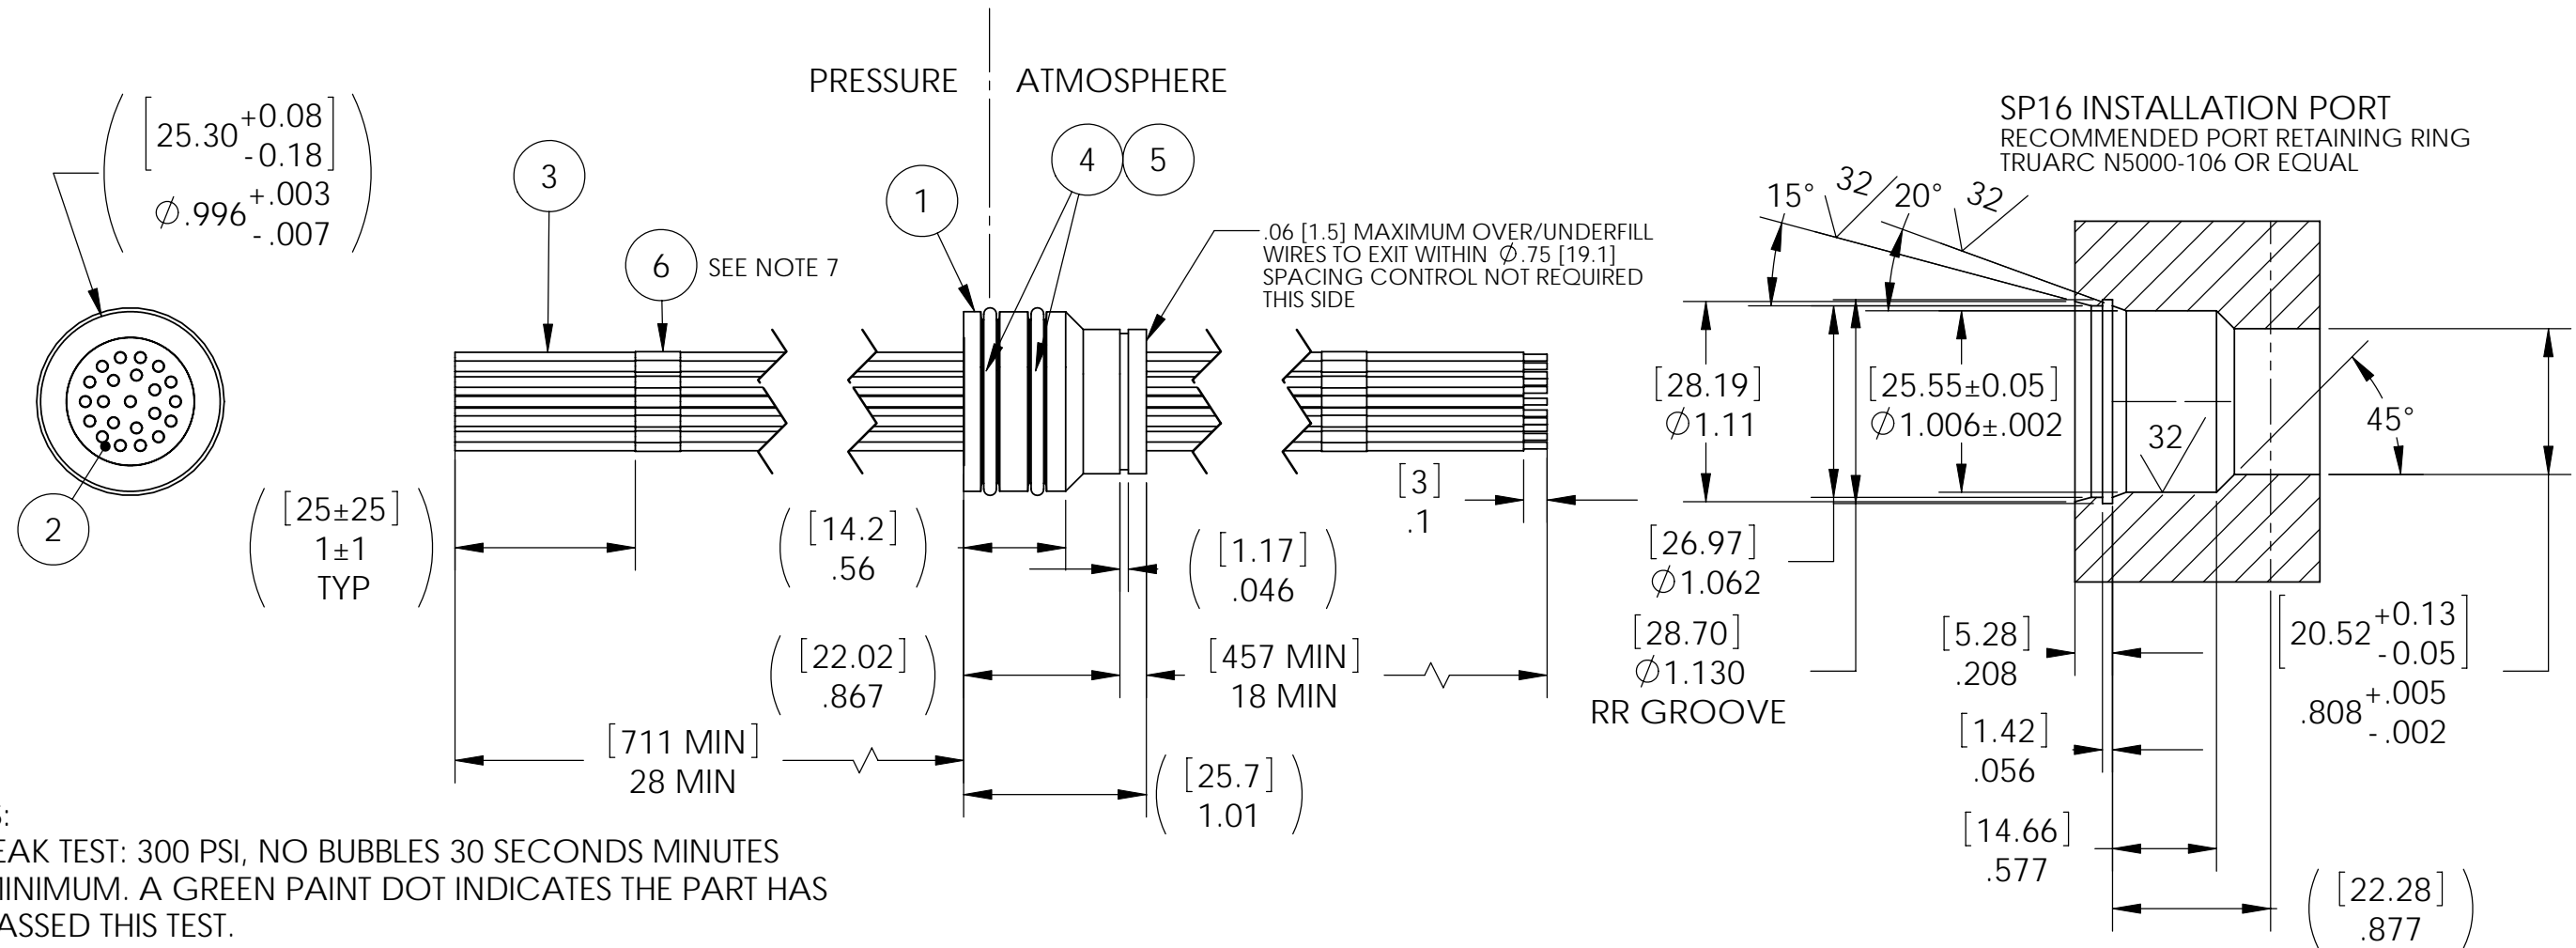 PRESSURE
ATMOSPHERE
[25.30 +0.08 -0.18]
∅.996 +.003 -.007
3
6
SEE NOTE 7
1
4
5
2
.06 [1.5] MAXIMUM OVER/UNDERFILL
WIRES TO EXIT WITHIN ∅.75 [19.1]
SPACING CONTROL NOT REQUIRED
THIS SIDE
SP16 INSTALLATION PORT
RECOMMENDED PORT RETAINING RING
TRUARC N5000-106 OR EQUAL
15°
32
20°
32
[28.19]
∅1.11
[25.55±0.05]
∅1.006±.002
32
45°
[25±25]
1±1
TYP
[14.2]
.56
[1.17]
.046
[3]
.1
[22.02]
.867
[457 MIN]
18 MIN
[711 MIN]
28 MIN
[25.7]
1.01
[26.97]
∅1.062
[28.70]
∅1.130
RR GROOVE
[5.28]
.208
[1.42]
.056
[14.66]
.577
[20.52 +0.13 -0.05]
.808 +.005 -.002
[22.28]
.877
S:
EAK TEST: 300 PSI, NO BUBBLES 30 SECONDS MINUTES
MINIMUM. A GREEN PAINT DOT INDICATES THE PART HAS
ASSED THIS TEST.